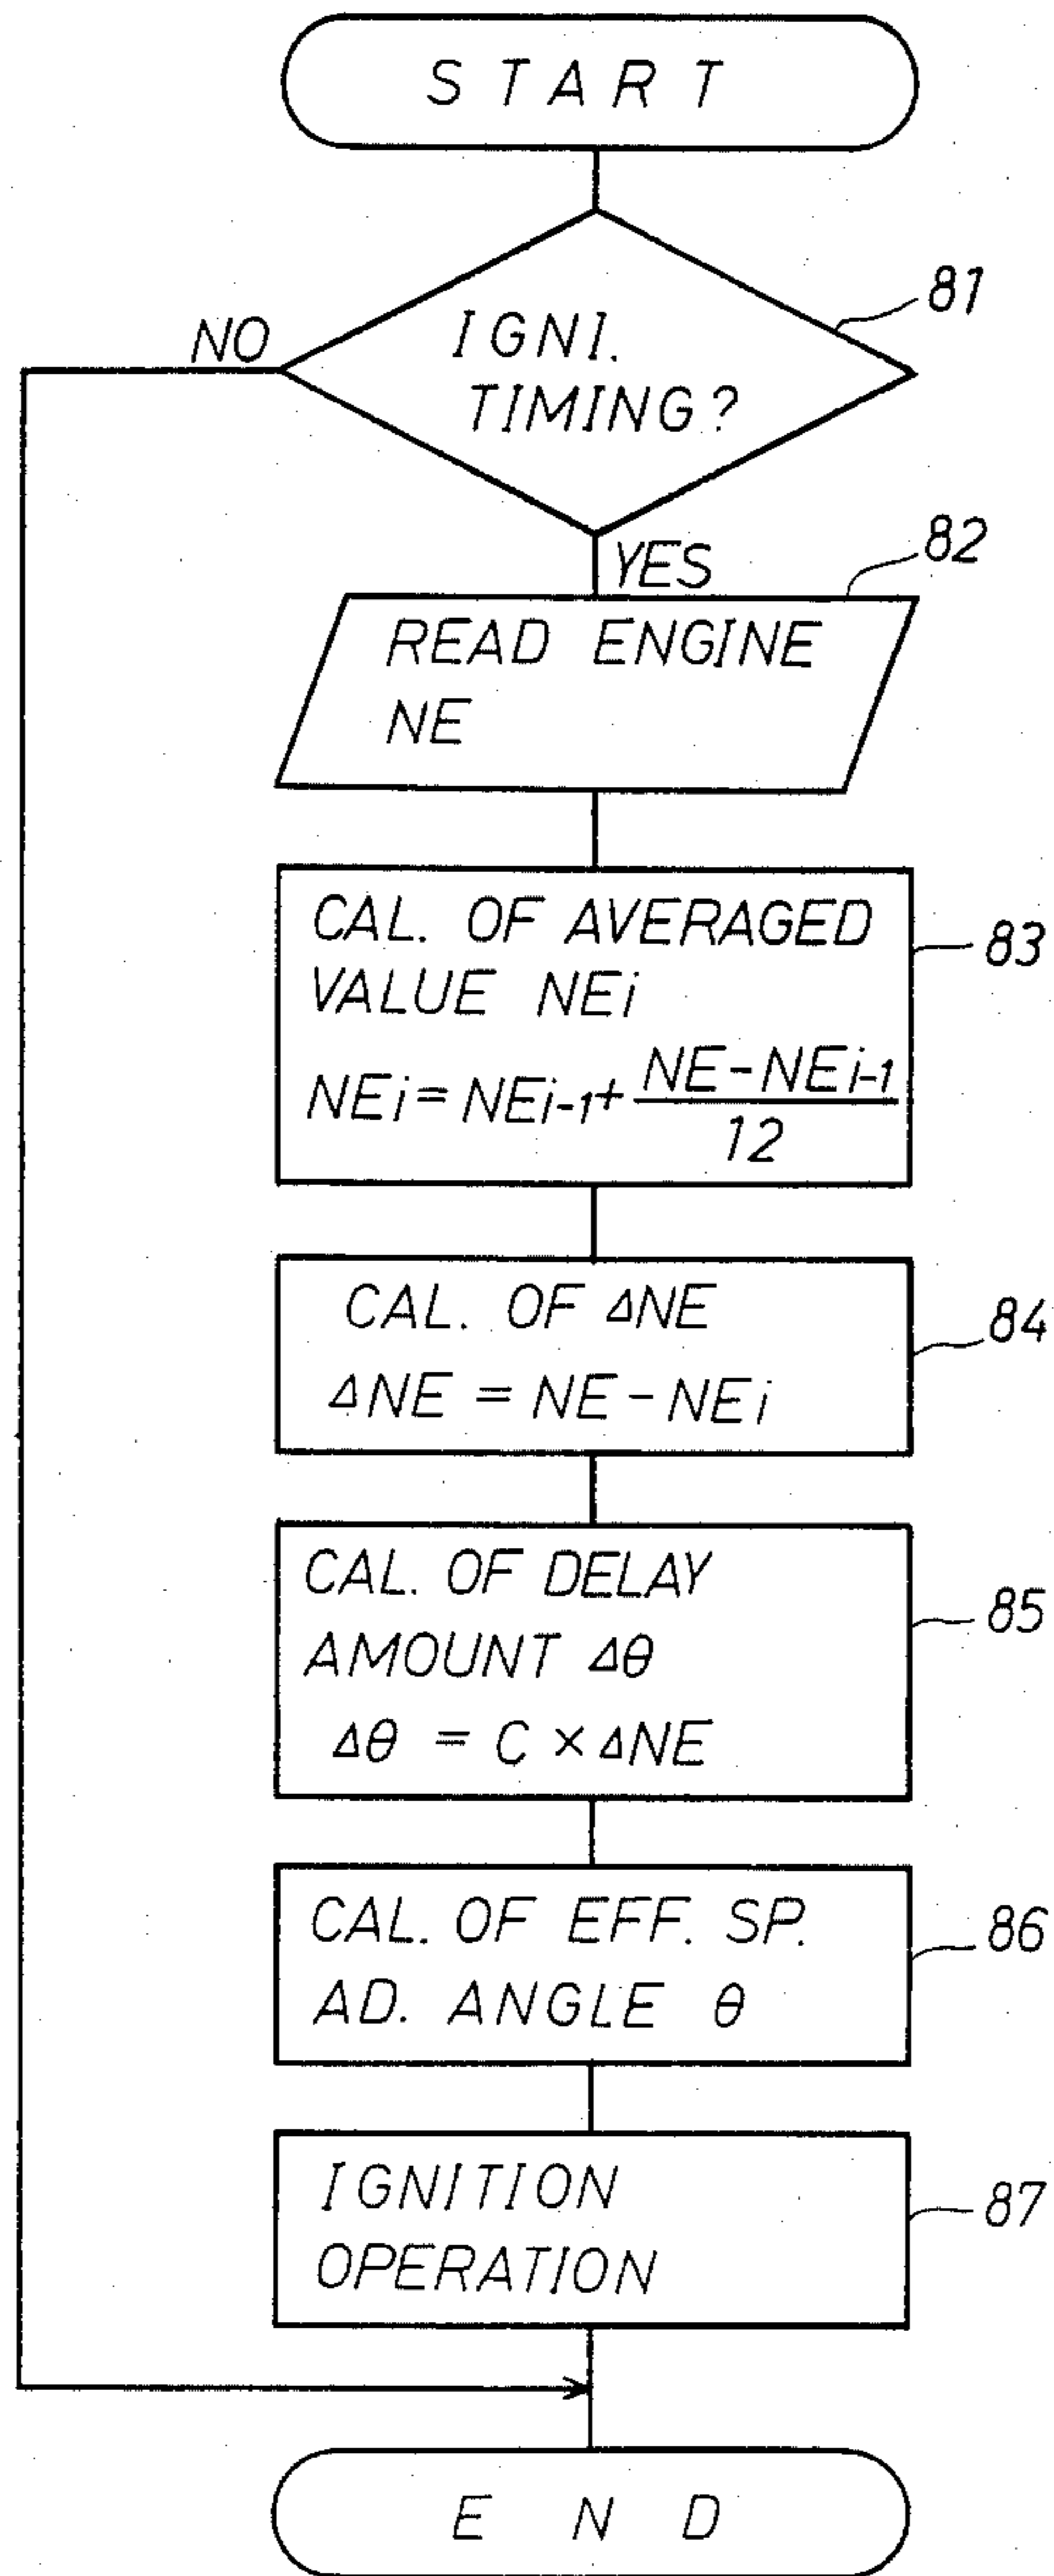 START
81
NO
IGNI.
TIMING?
YES
82
READ ENGINE
NE
83
CAL. OF AVERAGED
VALUE NEi
NEi = NEi-1 + (NE - NEi-1)/12
84
CAL. OF ΔNE
ΔNE = NE - NEi
85
CAL. OF DELAY
AMOUNT Δθ
Δθ = C × ΔNE
86
CAL. OF EFF. SP.
AD. ANGLE θ
87
IGNITION
OPERATION
END